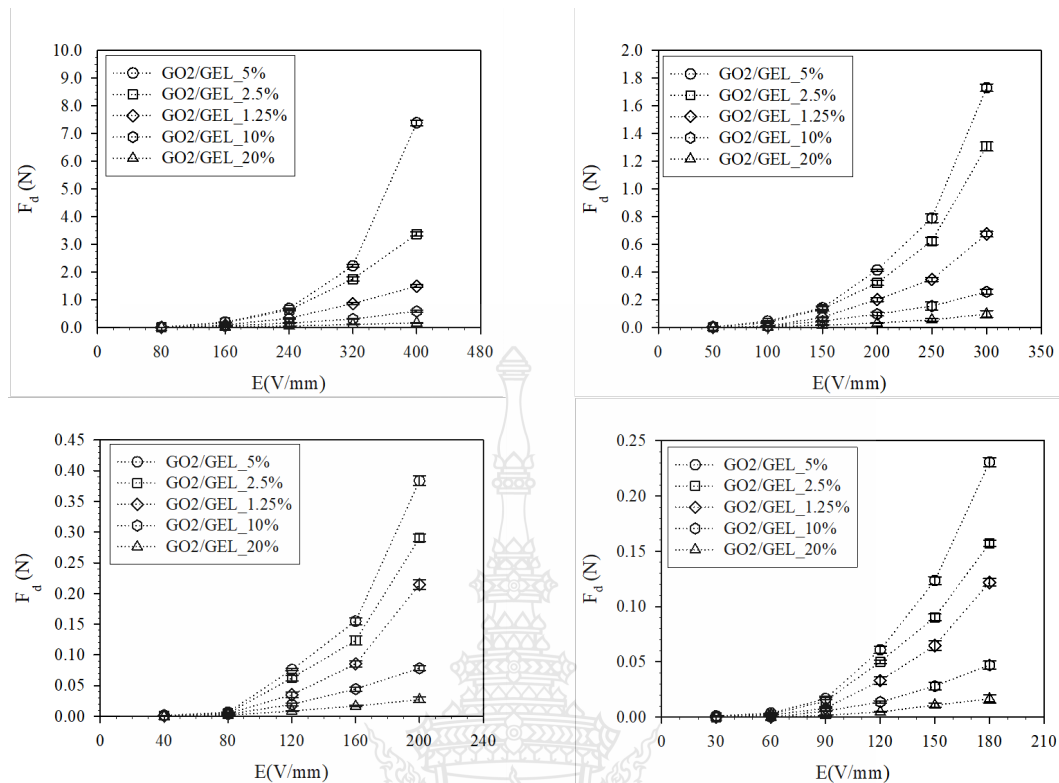 10.0
9.0
8.0
7.0
6.0
5.0
4.0
3.0
2.0
1.0
0.0
F_d (N)
GO2/GEL_5%
GO2/GEL_2.5%
GO2/GEL_1.25%
GO2/GEL_10%
GO2/GEL_20%
0 80 160 240 320 400 480
E(V/mm)
2.0
1.8
1.6
1.4
1.2
1.0
0.8
0.6
0.4
0.2
0.0
F_d (N)
GO2/GEL_5%
GO2/GEL_2.5%
GO2/GEL_1.25%
GO2/GEL_10%
GO2/GEL_20%
0 50 100 150 200 250 300 350
E(V/mm)
0.45
0.40
0.35
0.30
0.25
0.20
0.15
0.10
0.05
0.00
F_d (N)
GO2/GEL_5%
GO2/GEL_2.5%
GO2/GEL_1.25%
GO2/GEL_10%
GO2/GEL_20%
0 40 80 120 160 200 240
E(V/mm)
0.25
0.20
0.15
0.10
0.05
0.00
F_d (N)
GO2/GEL_5%
GO2/GEL_2.5%
GO2/GEL_1.25%
GO2/GEL_10%
GO2/GEL_20%
0 30 60 90 120 150 180 210
E(V/mm)